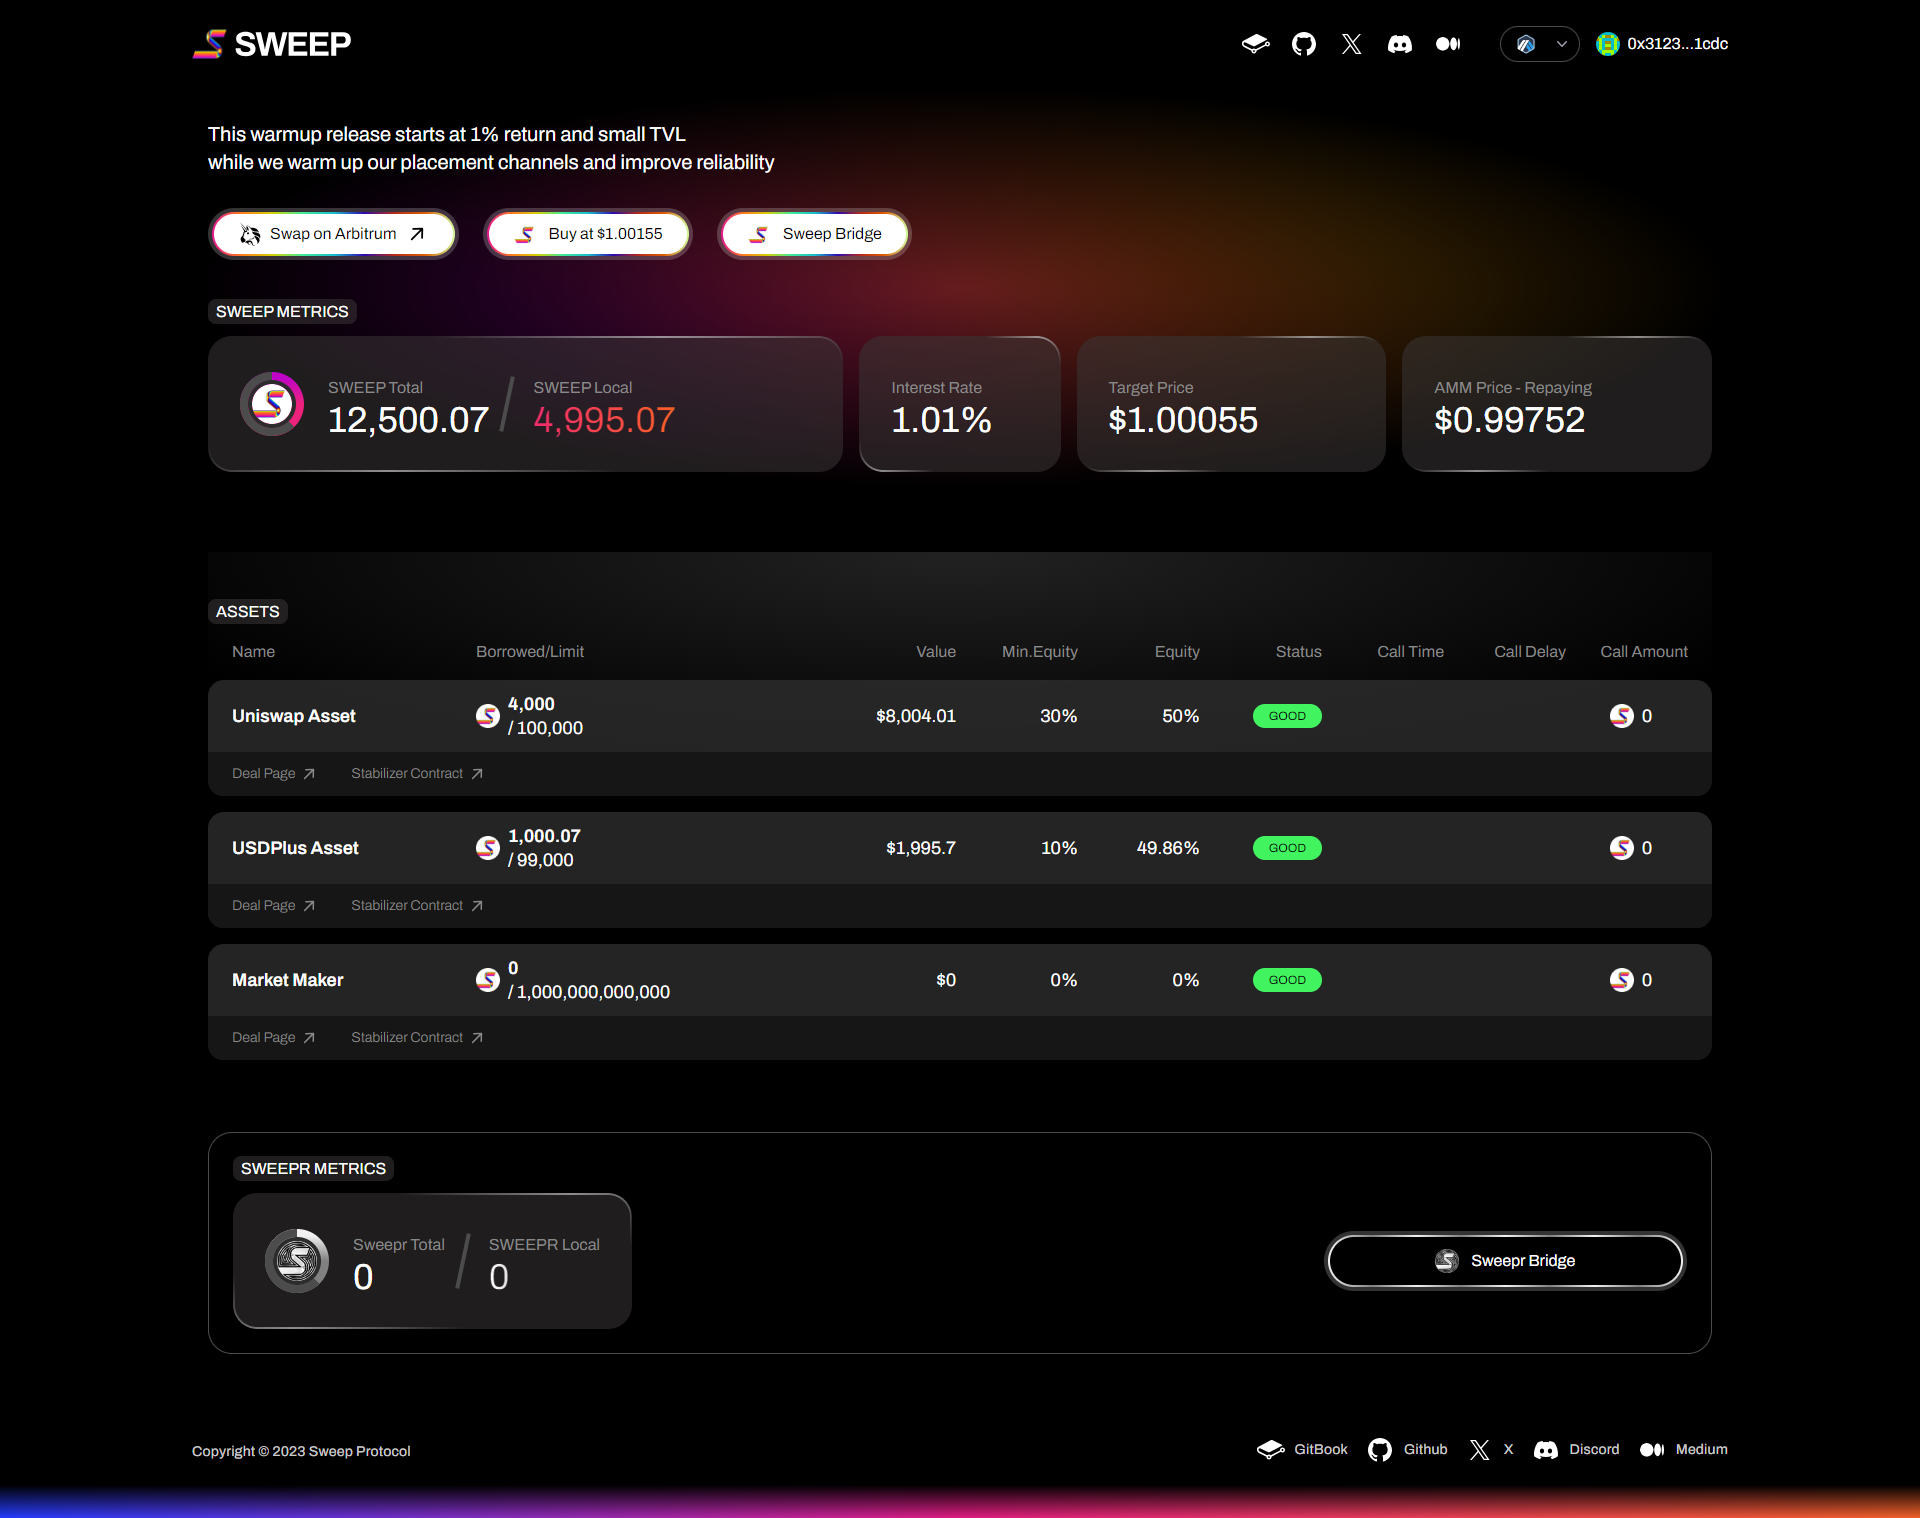 SWEEP
0x3123...1cdc
This warmup release starts at 1% return and small TVL
while we warm up our placement channels and improve reliability
Swap on Arbitrum
Buy at $1.00155
Sweep Bridge
SWEEP METRICS
SWEEP Total
12,500.07
SWEEP Local
4,995.07
Interest Rate
1.01%
Target Price
$1.00055
AMM Price - Repaying
$0.99752
ASSETS
Name Borrowed/Limit Value Min.Equity Equity Status Call Time Call Delay Call Amount
Uniswap Asset 4,000 / 100,000 $8,004.01 30% 50% GOOD 0
Deal Page Stabilizer Contract
USDPlus Asset 1,000.07 / 99,000 $1,995.7 10% 49.86% GOOD 0
Deal Page Stabilizer Contract
Market Maker 0 / 1,000,000,000,000 $0 0% 0% GOOD 0
Deal Page Stabilizer Contract
SWEEPR METRICS
Sweepr Total
0
SWEEPR Local
0
Sweepr Bridge
Copyright © 2023 Sweep Protocol
GitBook Github X Discord Medium